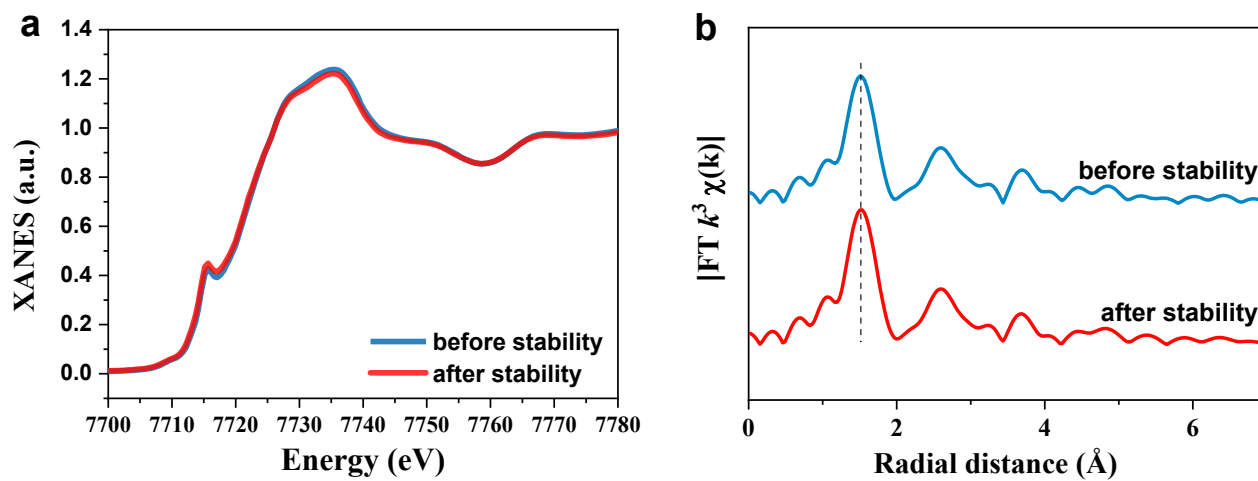 a
1.4
1.2
1.0
0.8
0.6
0.4
0.2
0.0
XANES (a.u.)
before stability
after stability
7700 7710 7720 7730 7740 7750 7760 7770 7780
Energy (eV)
b
|FT k³ χ(k)|
before stability
after stability
0 2 4 6
Radial distance (Å)